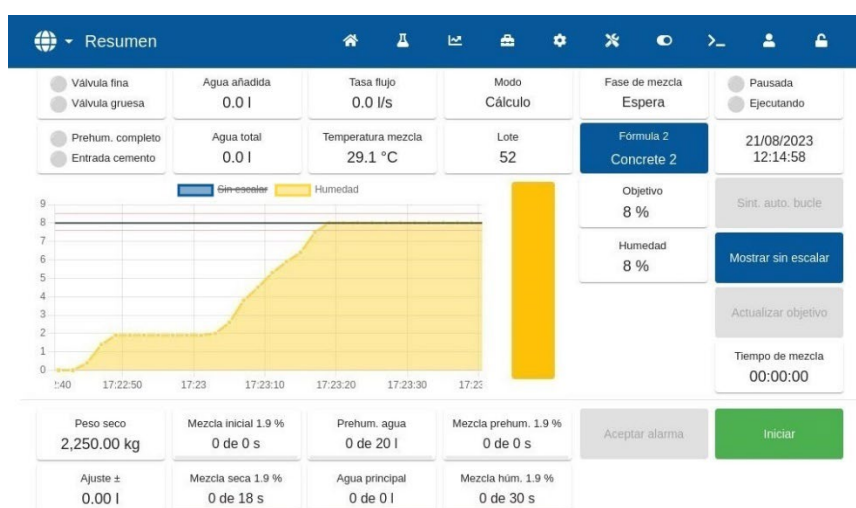 Resumen
Válvula fina
Válvula gruesa
Agua añadida
0.0 l
Tasa flujo
0.0 l/s
Modo
Cálculo
Fase de mezcla
Espera
Pausada
Ejecutando
Prehum. completo
Entrada cemento
Agua total
0.0 l
Temperatura mezcla
29.1 °C
Lote
52
Fórmula 2
Concrete 2
21/08/2023
12:14:58
Sin escalar
Humedad
9
8
7
6
5
4
3
2
1
0
:40 17:22:50 17:23 17:23:10 17:23:20 17:23:30 17:23
Objetivo
8 %
Humedad
8 %
Sint. auto. bucle
Mostrar sin escalar
Actualizar objetivo
Tiempo de mezcla
00:00:00
Peso seco
2,250.00 kg
Mezcla inicial 1.9 %
0 de 0 s
Prehum. agua
0 de 20 l
Mezcla prehum. 1.9 %
0 de 0 s
Aceptar alarma
Iniciar
Ajuste ±
0.00 l
Mezcla seca 1.9 %
0 de 18 s
Agua principal
0 de 0 l
Mezcla húm. 1.9 %
0 de 30 s